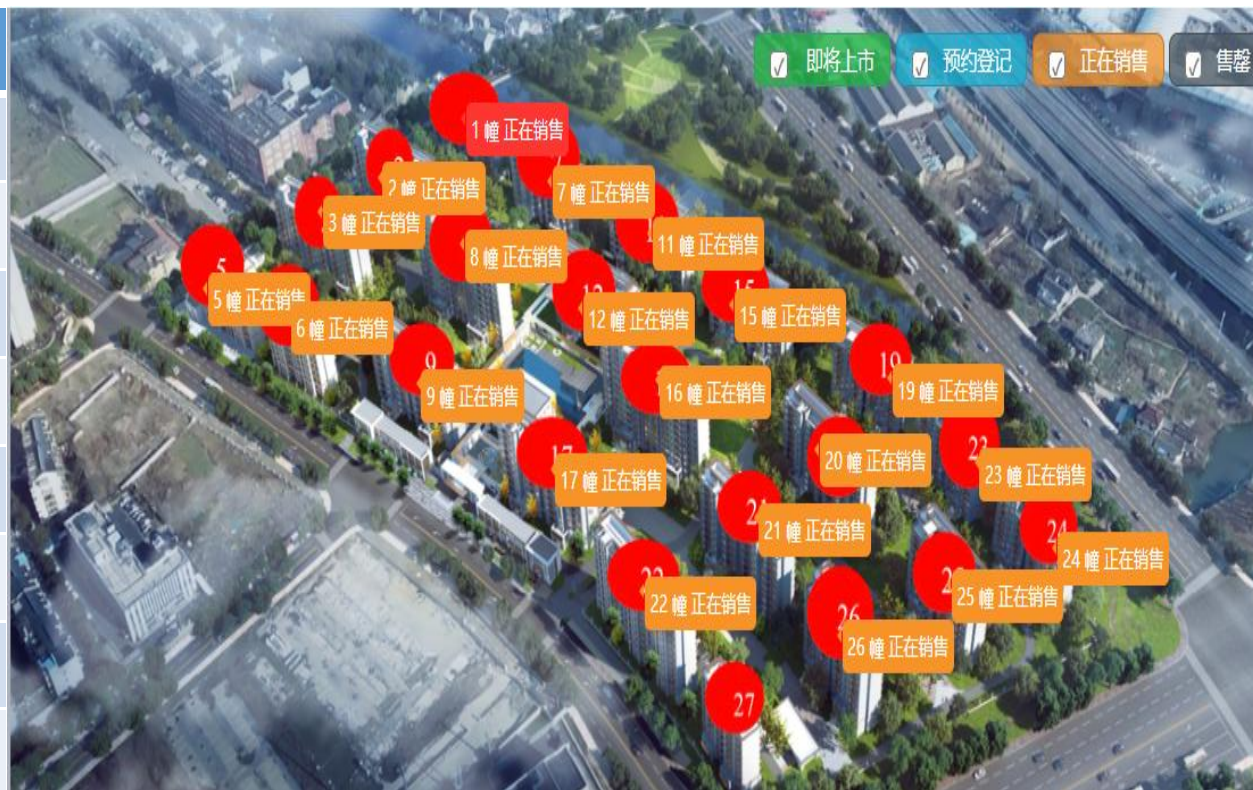 即将上市
预约登记
正在销售
售罄
1 幢 正在销售
7
2
2 幢 正在销售
7 幢 正在销售
3 幢 正在销售
11 幢 正在销售
8 幢 正在销售
5
5 幢 正在销售
12
15
12 幢 正在销售
15 幢 正在销售
6 幢 正在销售
9
19
9 幢 正在销售
16 幢 正在销售
19 幢 正在销售
17
23
20 幢 正在销售
17 幢 正在销售
23 幢 正在销售
21
21 幢 正在销售
24
24 幢 正在销售
22
22 幢 正在销售
25 幢 正在销售
26
26 幢 正在销售
27